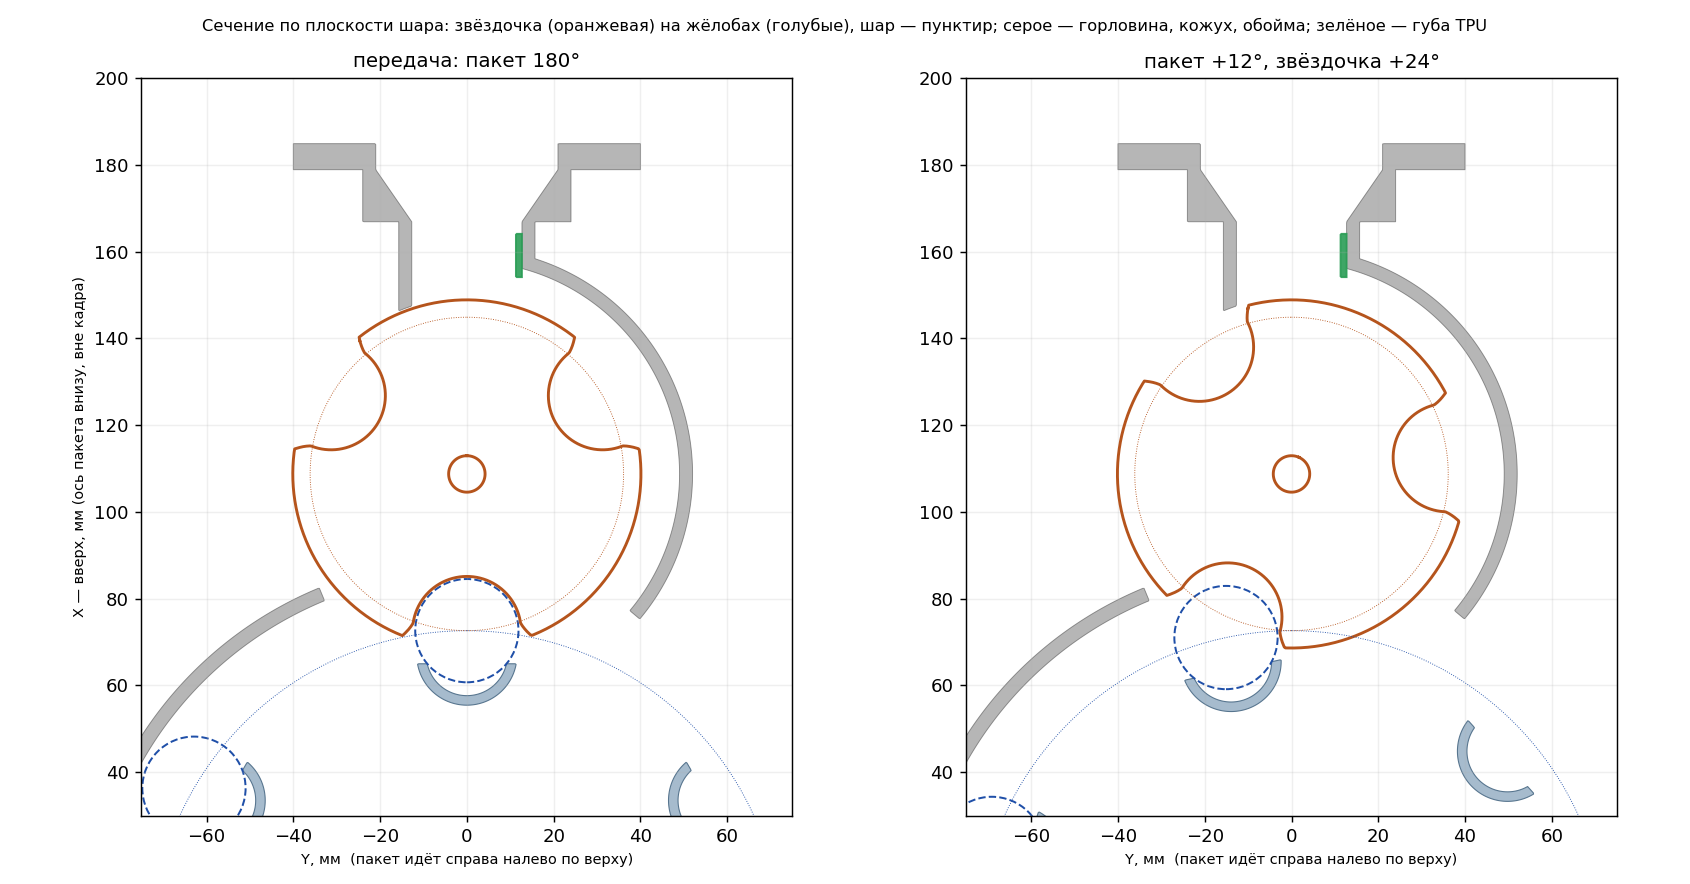 Сечение по плоскости шара: звёздочка (оранжевая) на жёлобах (голубые), шар — пунктир; серое — горловина, кожух, обойма; зелёное — губа TPU
передача: пакет 180°
пакет +12°, звёздочка +24°
X — вверх, мм (ось пакета внизу, вне кадра)
200
180
160
140
120
100
80
60
40
−60 −40 −20 0 20 40 60
Y, мм (пакет идёт справа налево по верху)
200
180
160
140
120
100
80
60
40
−60 −40 −20 0 20 40 60
Y, мм (пакет идёт справа налево по верху)